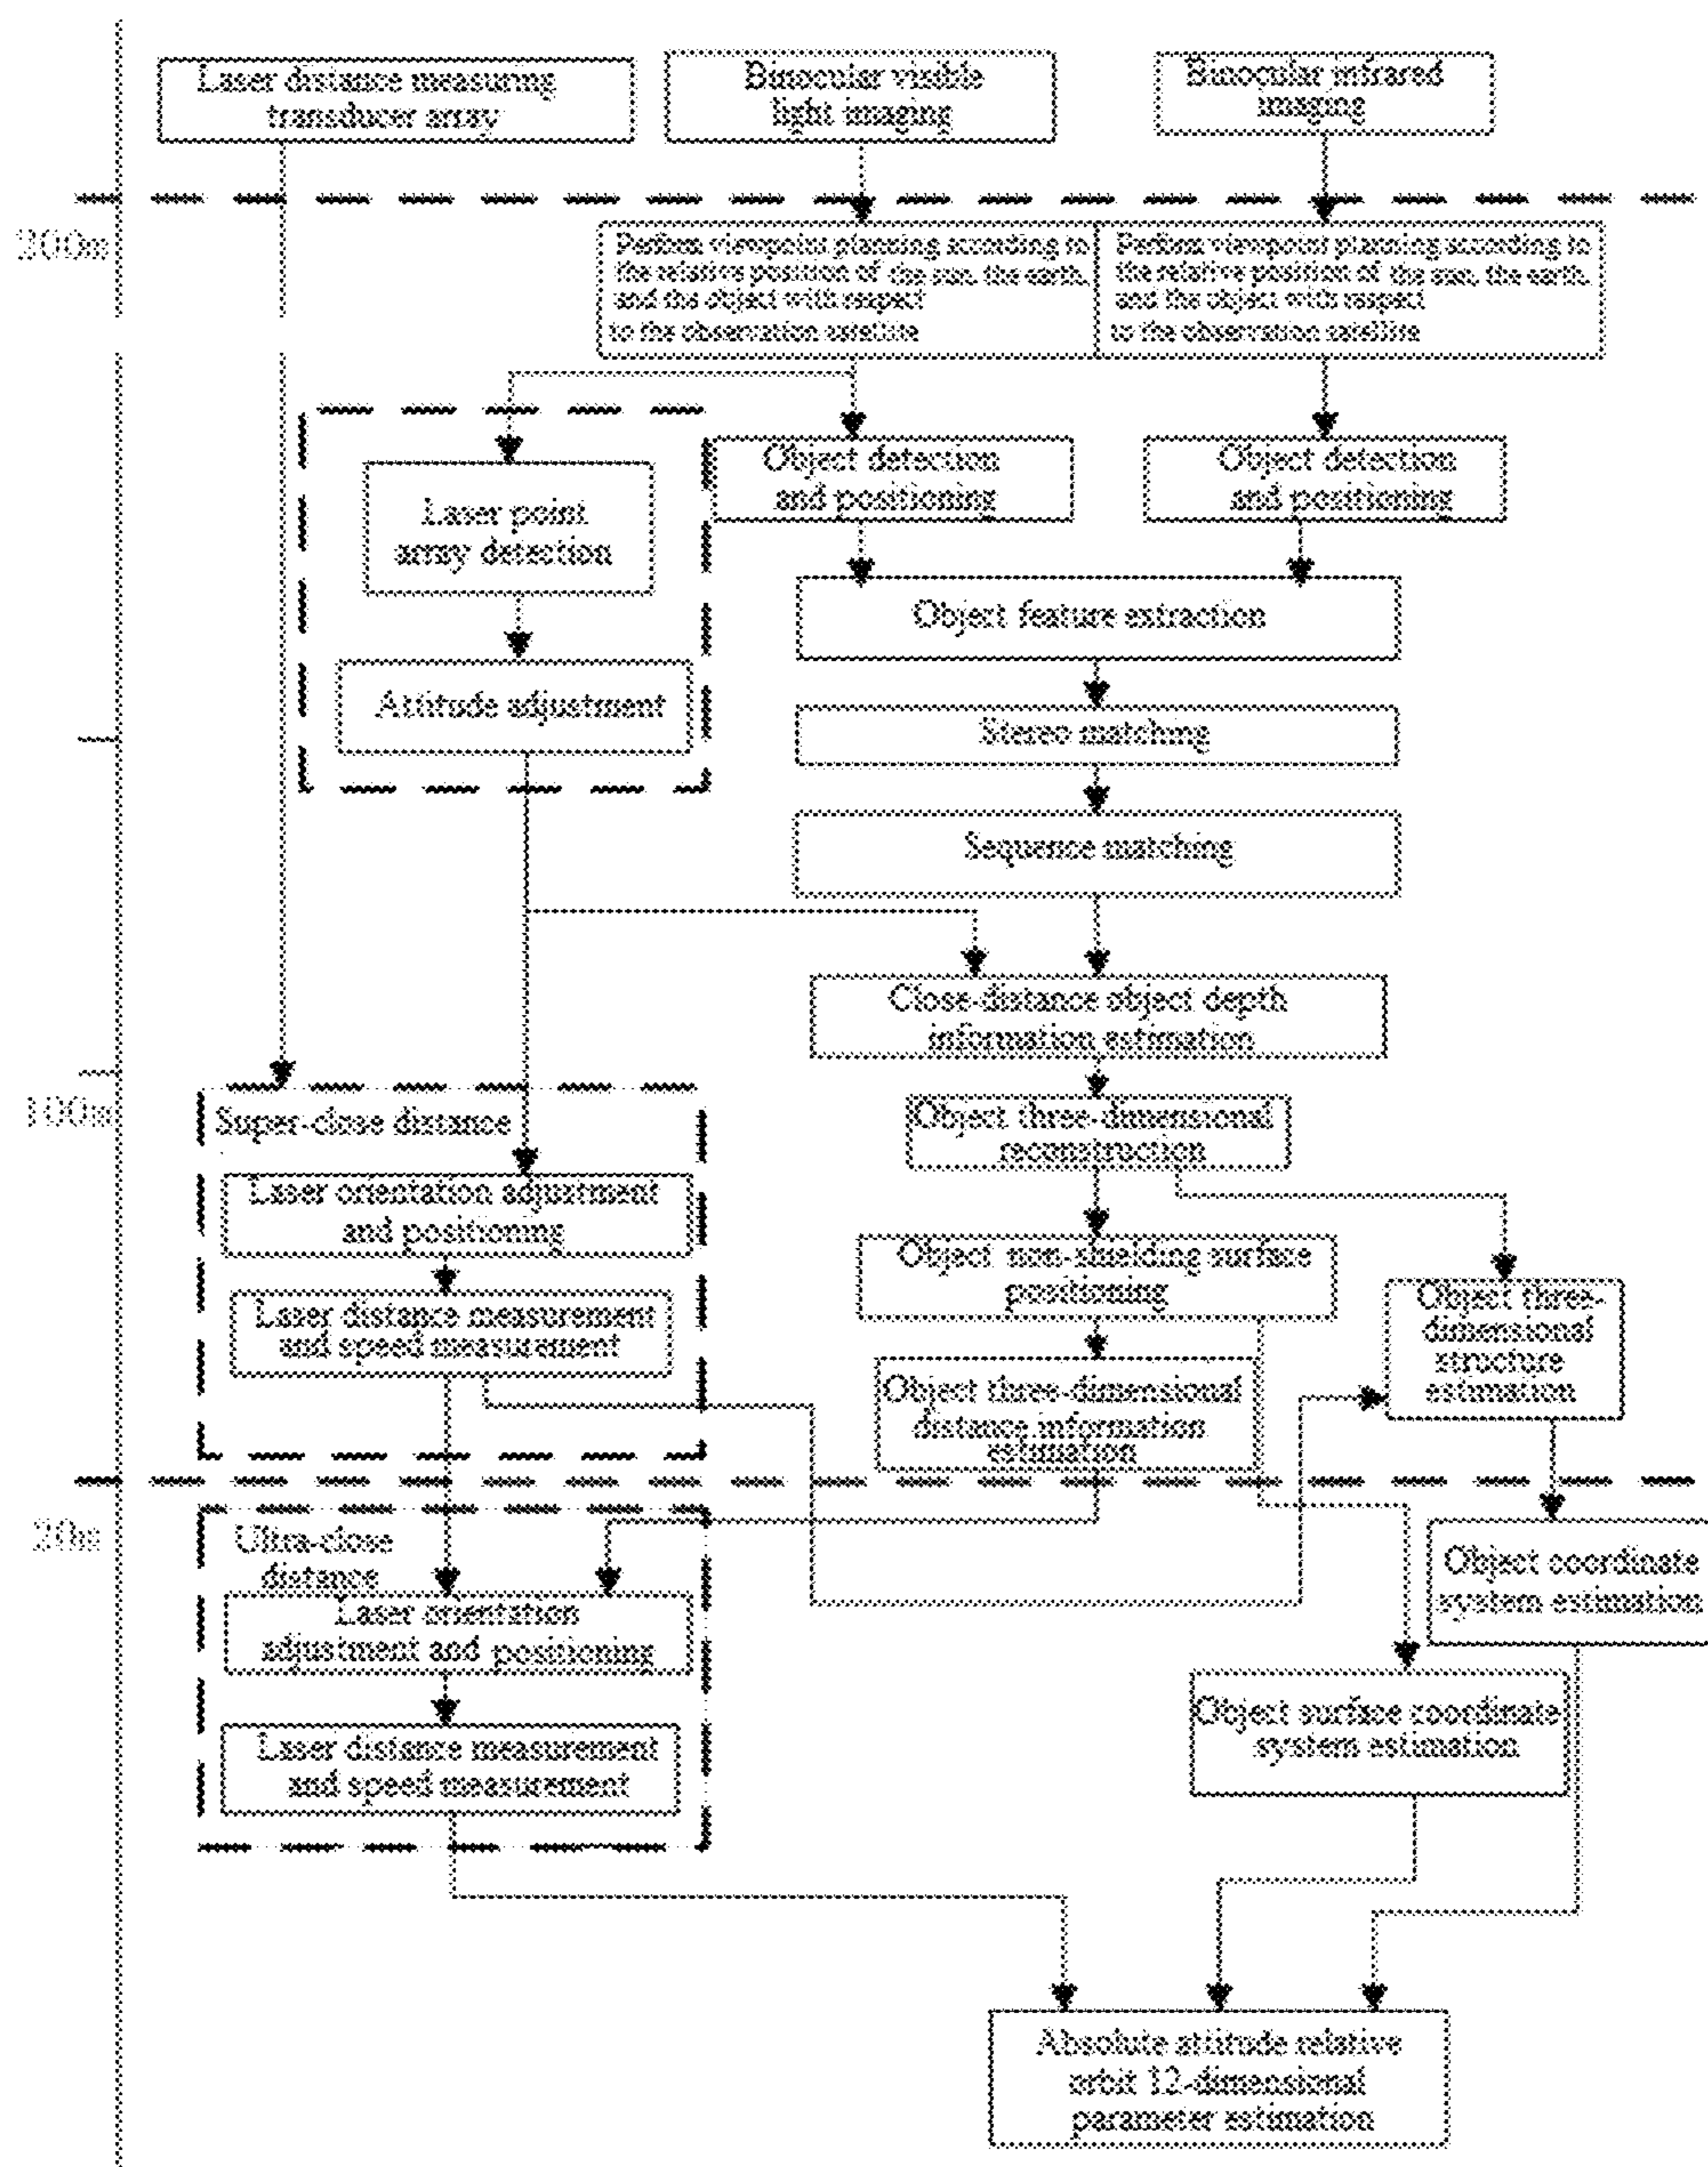 Laser distance measuring
transducer array
Binocular visible
light imaging
Binocular infrared
imaging
200m
Perform viewpoint planning according to
the relative position of the sun, the earth,
and the object with respect
to the observation satellite
Perform viewpoint planning according to
the relative position of the sun, the earth,
and the object with respect
to the observation satellite
Laser point
array detection
Object detection
and positioning
Object detection
and positioning
Object feature extraction
Attitude adjustment
Stereo matching
Sequence matching
Close-distance object depth
information estimation
100m
Super-close distance
Object three-dimensional
reconstruction
Laser orientation adjustment
and positioning
Object non-shielding surface
positioning
Laser distance measurement
and speed measurement
Object three-
dimensional
structure
estimation
Object three-dimensional
distance information
estimation
20m
Ultra-close
distance
Object coordinate
system estimation
Laser orientation
adjustment and positioning
Object surface coordinate
system estimation
Laser distance measurement
and speed measurement
Absolute attitude relative
orbit 12-dimensional
parameter estimation